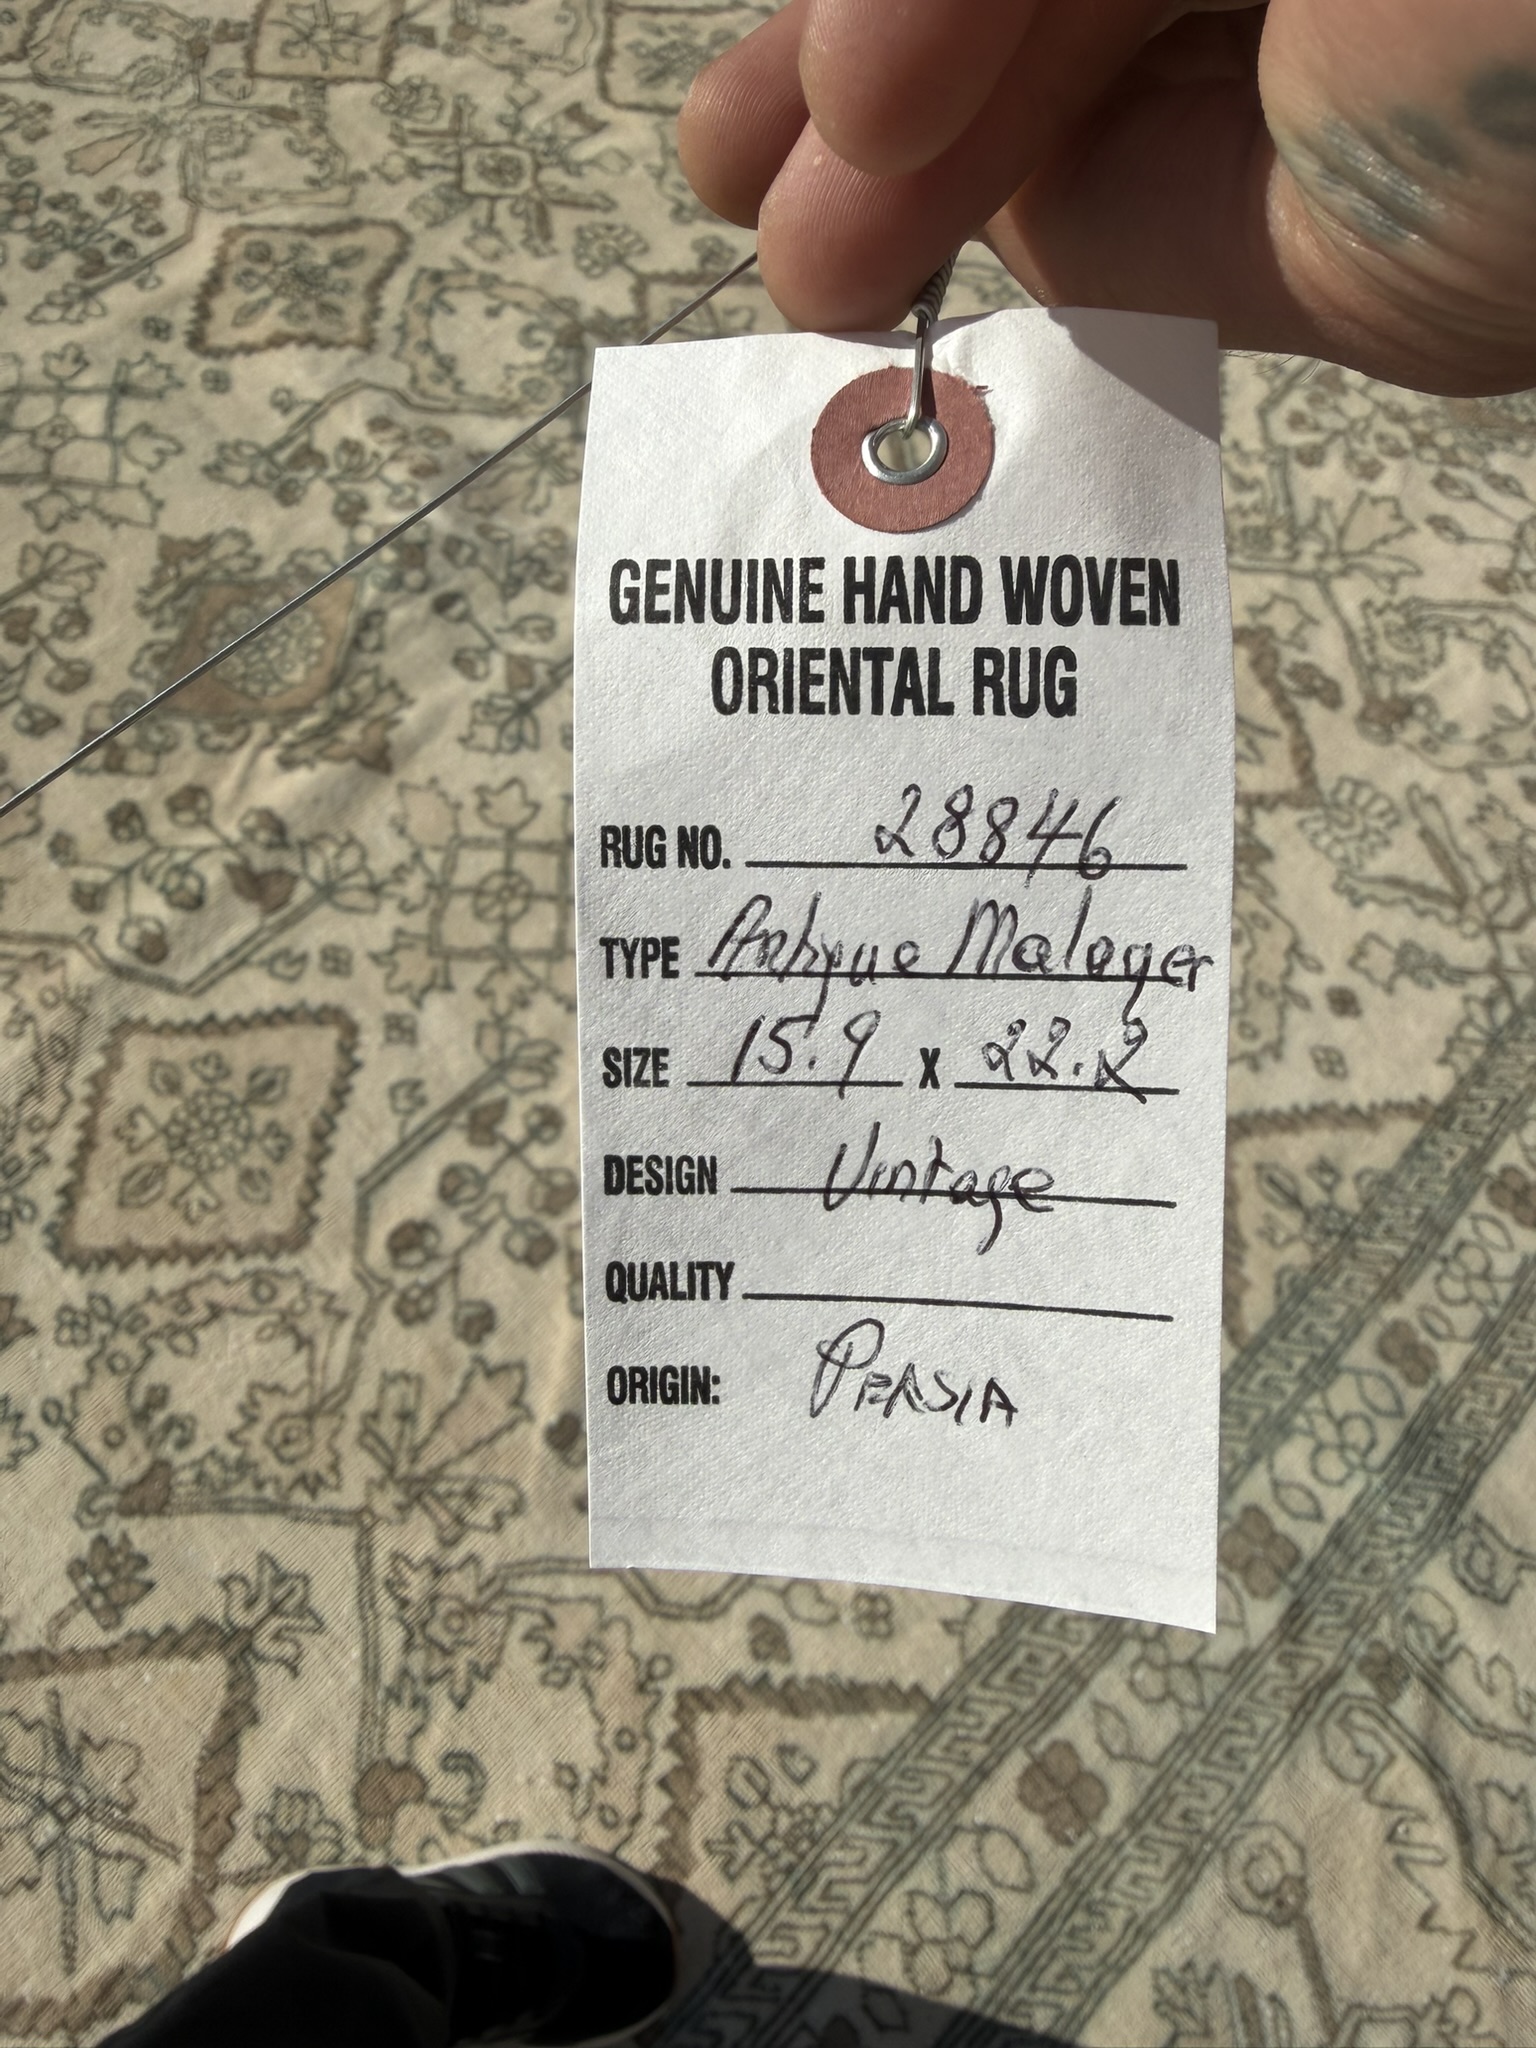 GENUINE HAND WOVEN
ORIENTAL RUG
RUG NO. 28846
TYPE Antique Malayer
SIZE 15.9 X 22.2
DESIGN Vintage
QUALITY
ORIGIN: PERSIA